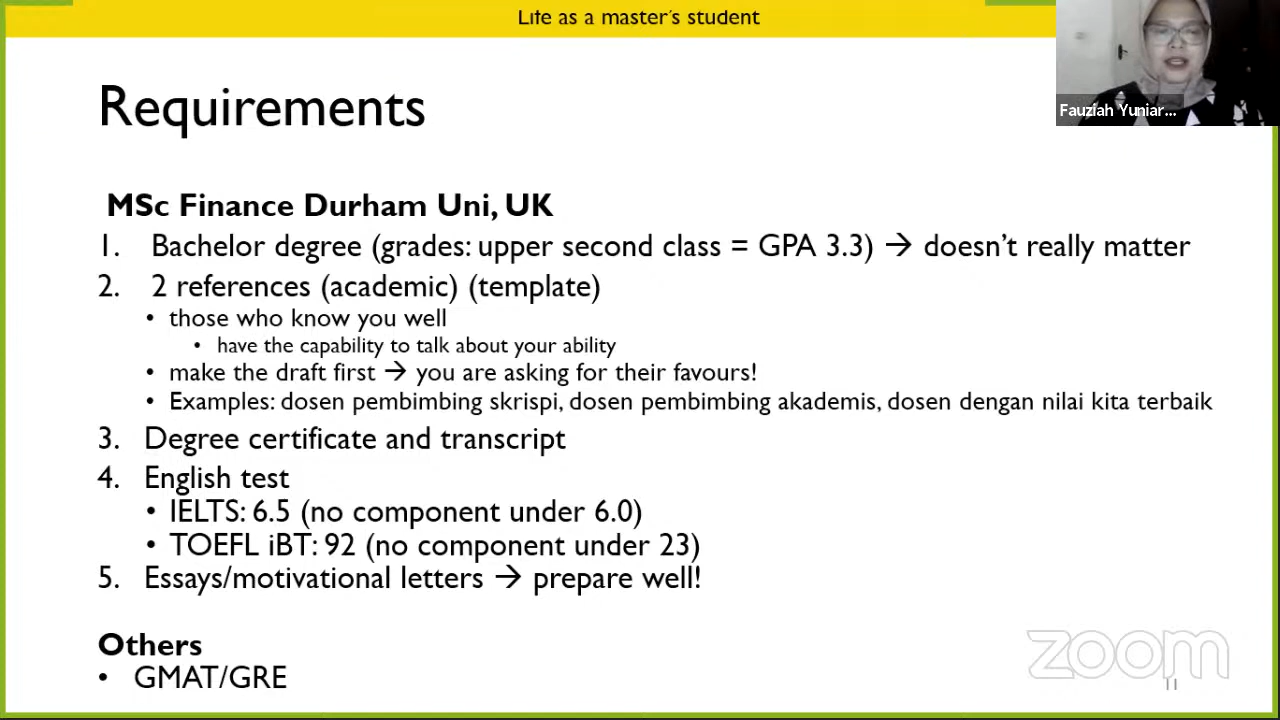 Life as a master's student
Fauziah Yuniar...
Requirements
MSc Finance Durham Uni, UK
1. Bachelor degree (grades: upper second class = GPA 3.3) → doesn't really matter
2. 2 references (academic) (template)
• those who know you well
• have the capability to talk about your ability
• make the draft first → you are asking for their favours!
• Examples: dosen pembimbing skrispi, dosen pembimbing akademis, dosen dengan nilai kita terbaik
3. Degree certificate and transcript
4. English test
• IELTS: 6.5 (no component under 6.0)
• TOEFL iBT: 92 (no component under 23)
5. Essays/motivational letters → prepare well!
Others
• GMAT/GRE
zoom
11